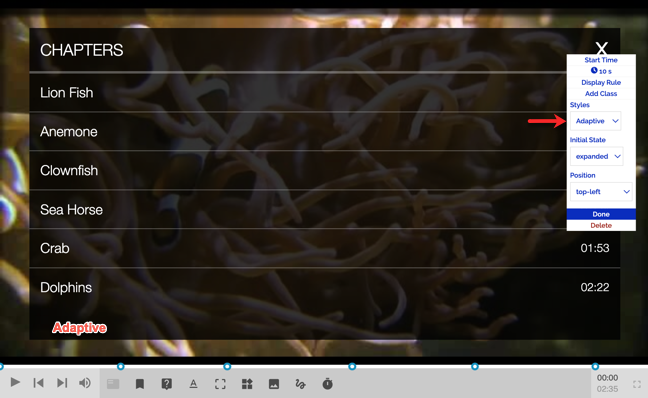 CHAPTERS
X
Start Time
10 s
Display Rule
Add Class
Styles
Adaptive
Initial State
expanded
Position
top-left
Done
Delete
Lion Fish
Anemone
Clownfish
Sea Horse
Crab 01:53
Dolphins 02:22
Adaptive
A
00:00
02:35